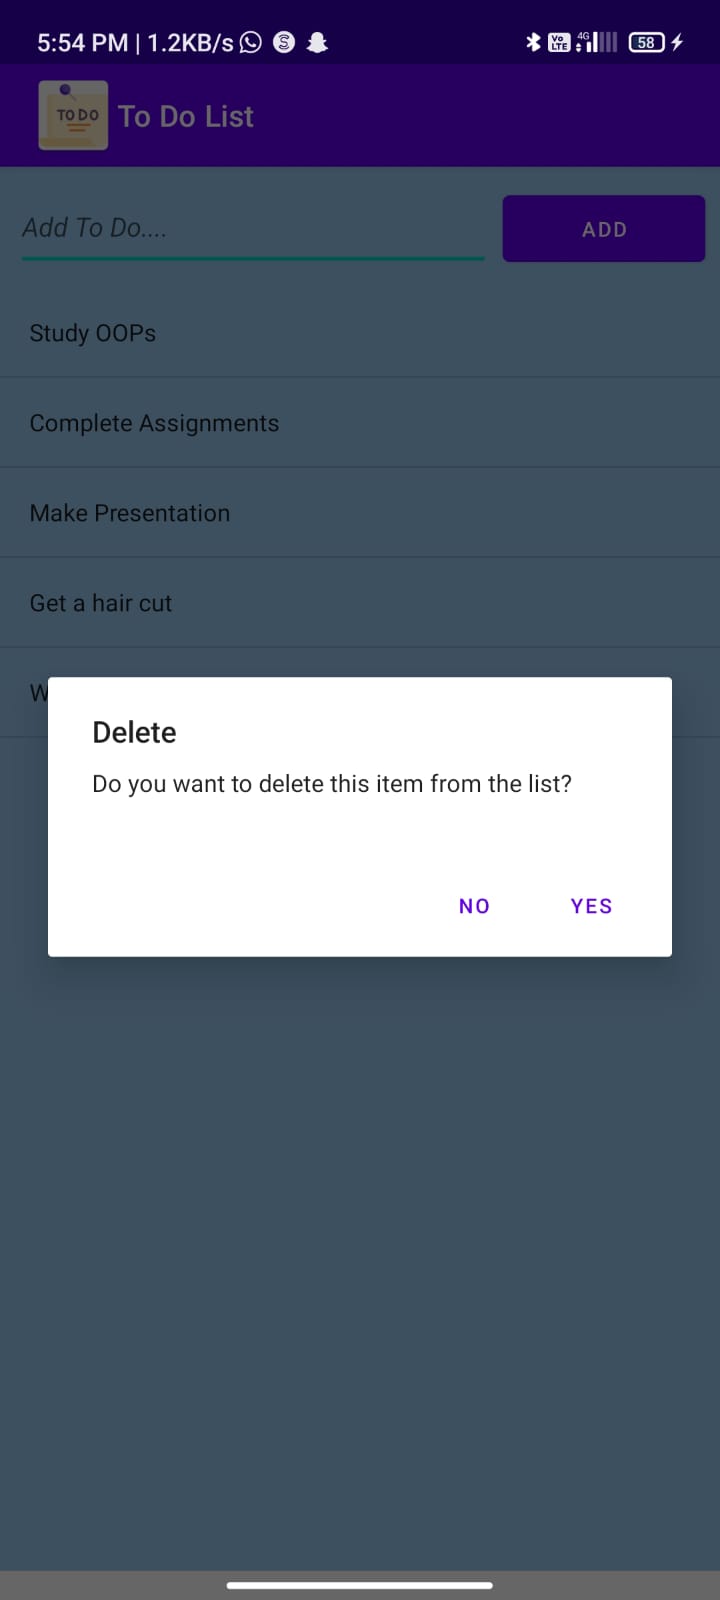 5:54 PM | 1.2KB/s S Vo LTE 4G 58
TO DO To Do List
Add To Do.... ADD
Study OOPs
Complete Assignments
Make Presentation
Get a hair cut
Delete
Do you want to delete this item from the list?
NO YES